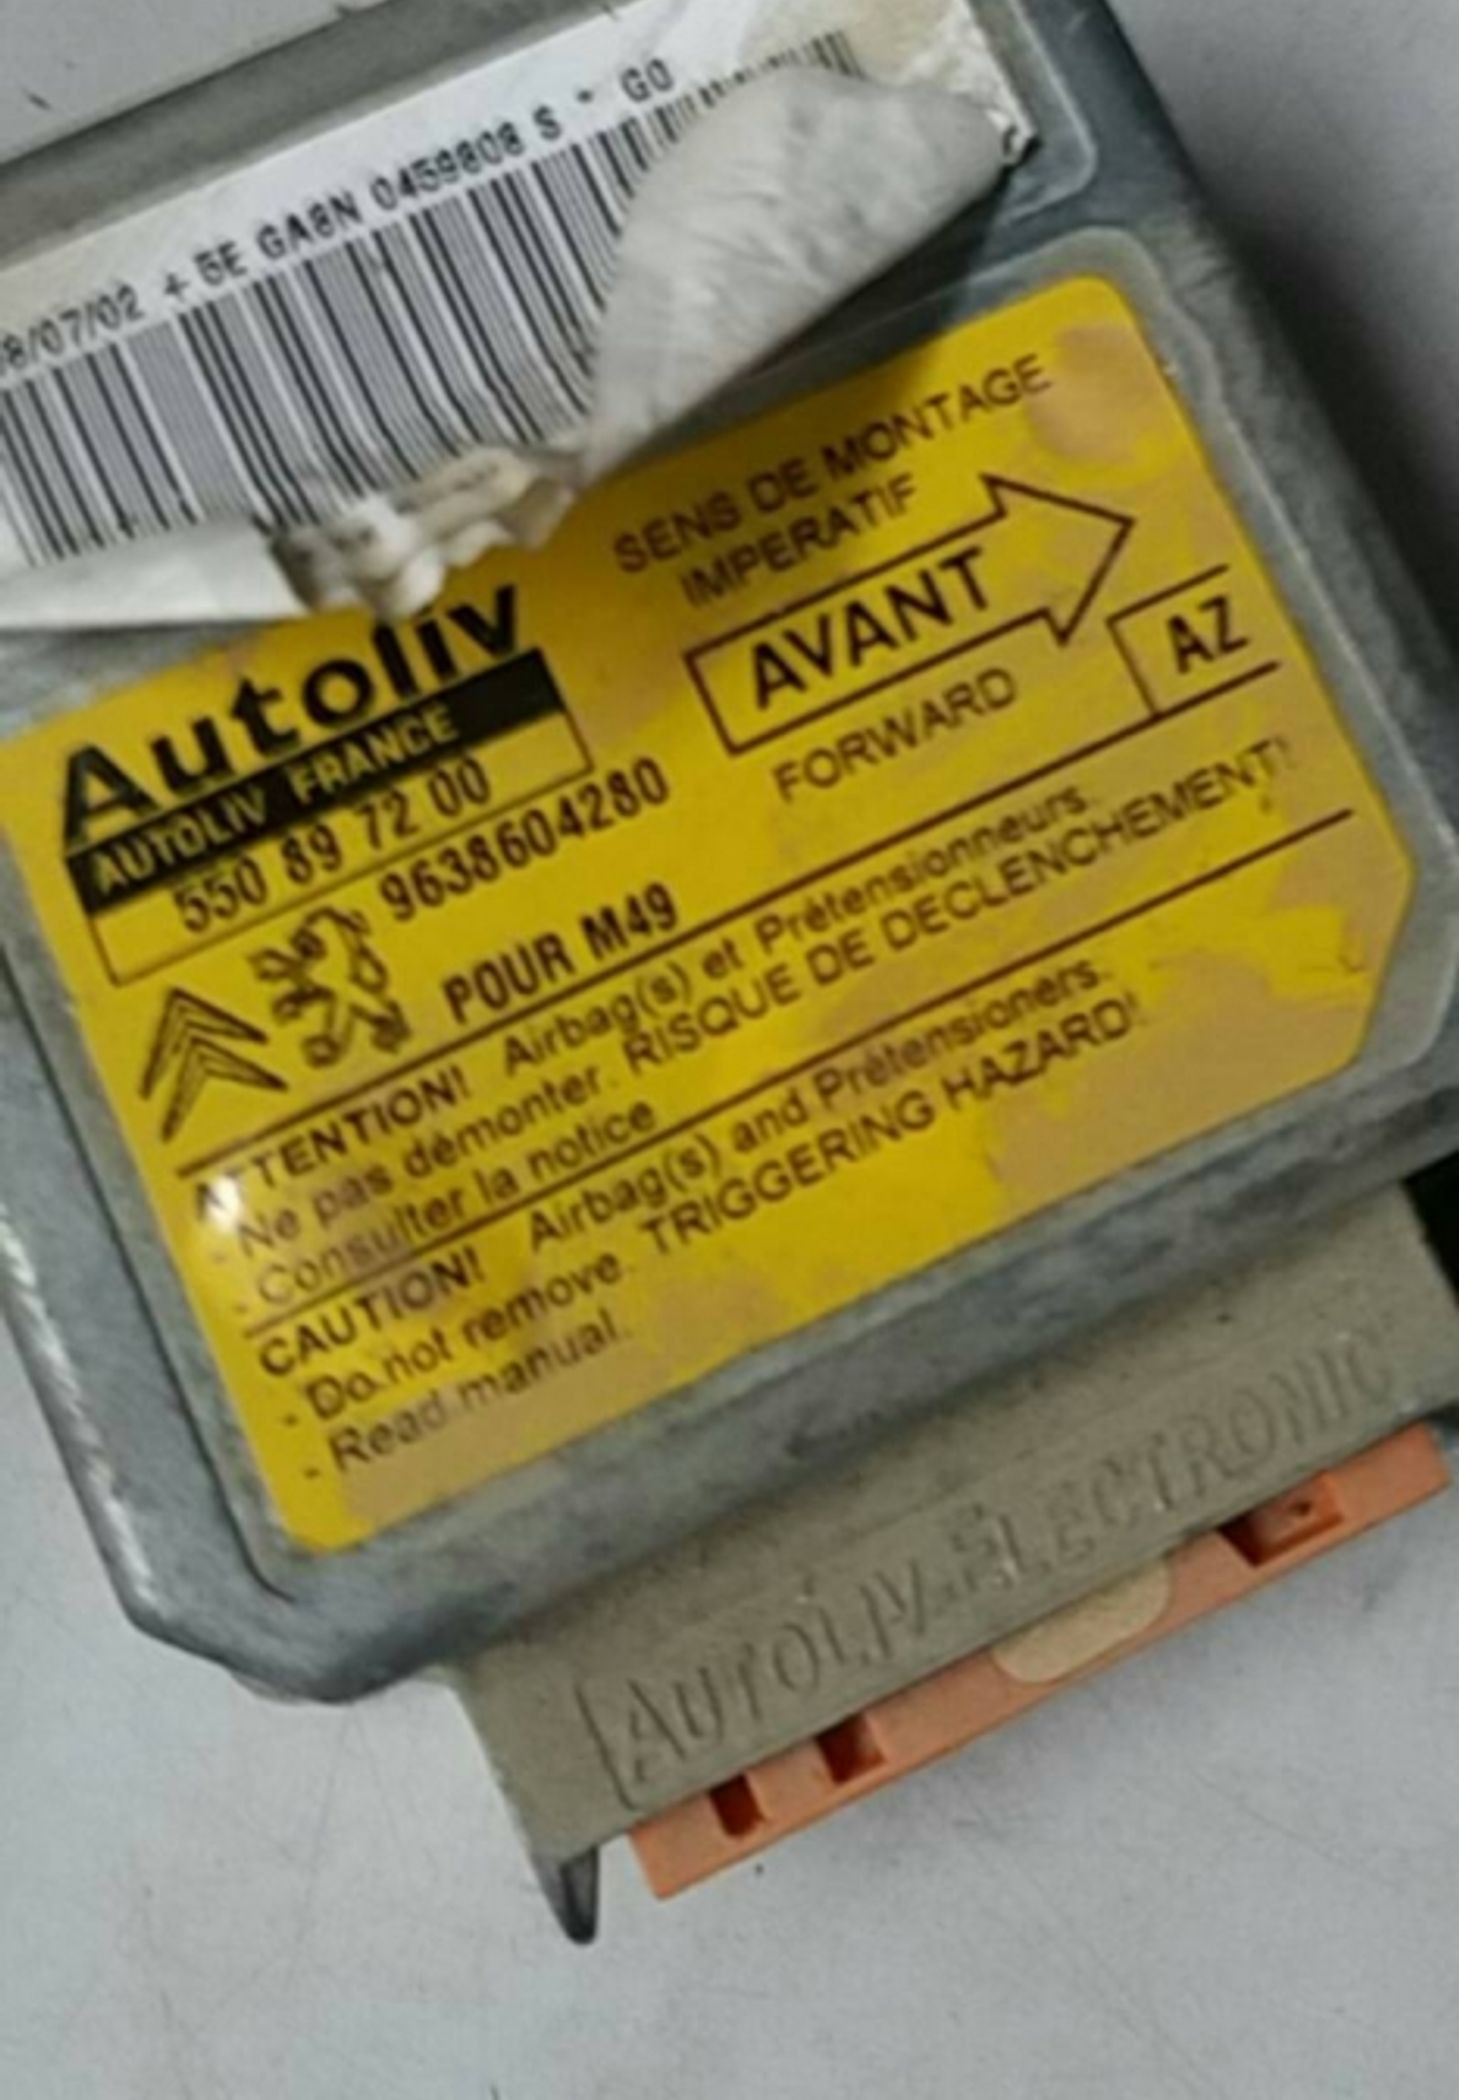 8/07/02 + 5E GA8N 0459808 S - G0
Autoliv
AUTOLIV FRANCE
550 89 72 00
9638604280
POUR M49
SENS DE MONTAGE
IMPERATIF
AVANT
FORWARD
AZ
ATTENTION! Airbag(s) et Prétensionneurs.
- Ne pas démonter. RISQUE DE DECLENCHEMENT!
- Consulter la notice
CAUTION! Airbag(s) and Prétensioners.
- Do not remove. TRIGGERING HAZARD!
- Read manual.
AUTOLIV-ELECTRONIC